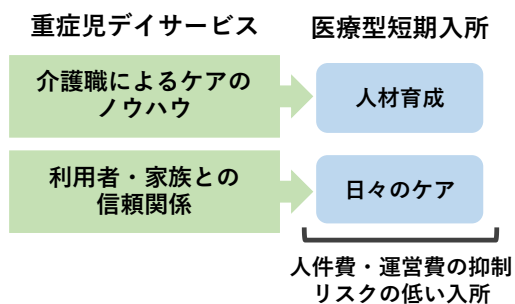 重症児デイサービス
医療型短期入所
介護職によるケアの
ノウハウ
人材育成
利用者・家族との
信頼関係
日々のケア
人件費・運営費の抑制
リスクの低い入所